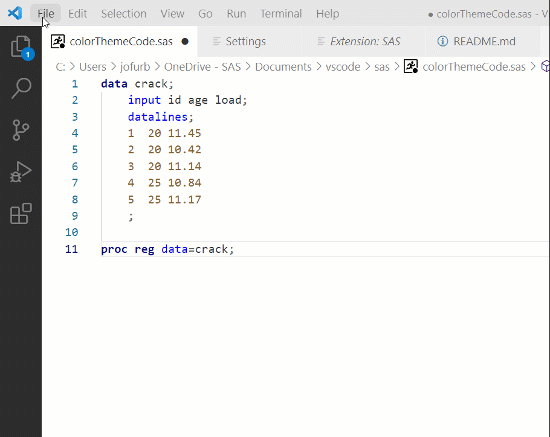 File Edit Selection View Go Run Terminal Help ● colorThemeCode.sas - V
colorThemeCode.sas ● Settings Extension: SAS README.md
C: > Users > jofurb > OneDrive - SAS > Documents > vscode > sas > colorThemeCode.sas >
1
1 data crack;
2 input id age load;
3 datalines;
4 1 20 11.45
5 2 20 10.42
6 3 20 11.14
7 4 25 10.84
8 5 25 11.17
9 ;
10
11 proc reg data=crack;